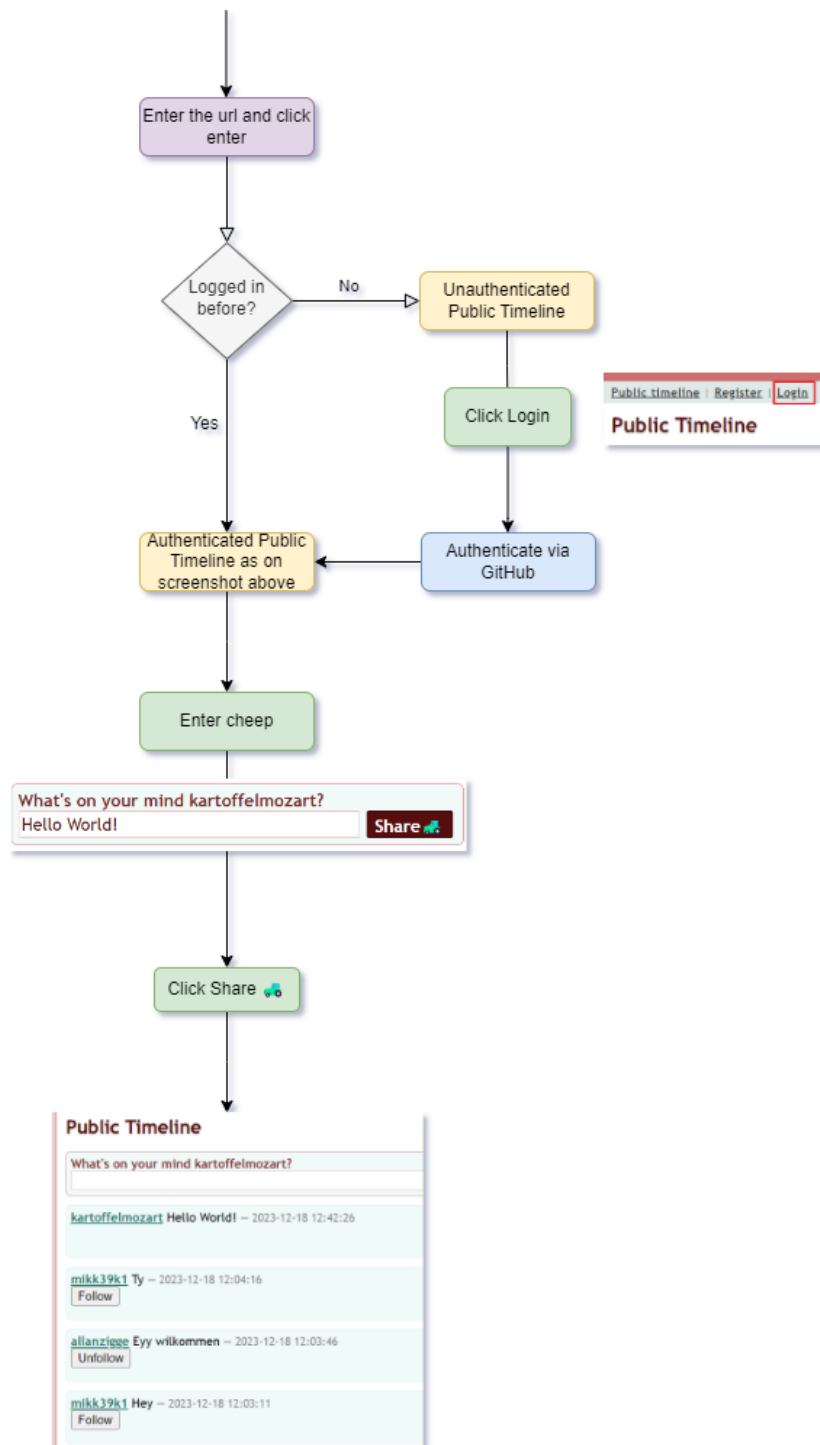 Enter the url and click
enter
Logged in
before?
No
Unauthenticated
Public Timeline
Yes
Click Login
Public timeline | Register | Login
Public Timeline
Authenticated Public
Timeline as on
screenshot above
Authenticate via
GitHub
Enter cheep
What's on your mind kartoffelmozart?
Hello World!
Share
Click Share
Public Timeline
What's on your mind kartoffelmozart?
kartoffelmozart Hello World! — 2023-12-18 12:42:26
mikk39k1 Ty — 2023-12-18 12:04:16
Follow
allanzigge Eyy wilkommen — 2023-12-18 12:03:46
Unfollow
mikk39k1 Hey — 2023-12-18 12:03:11
Follow